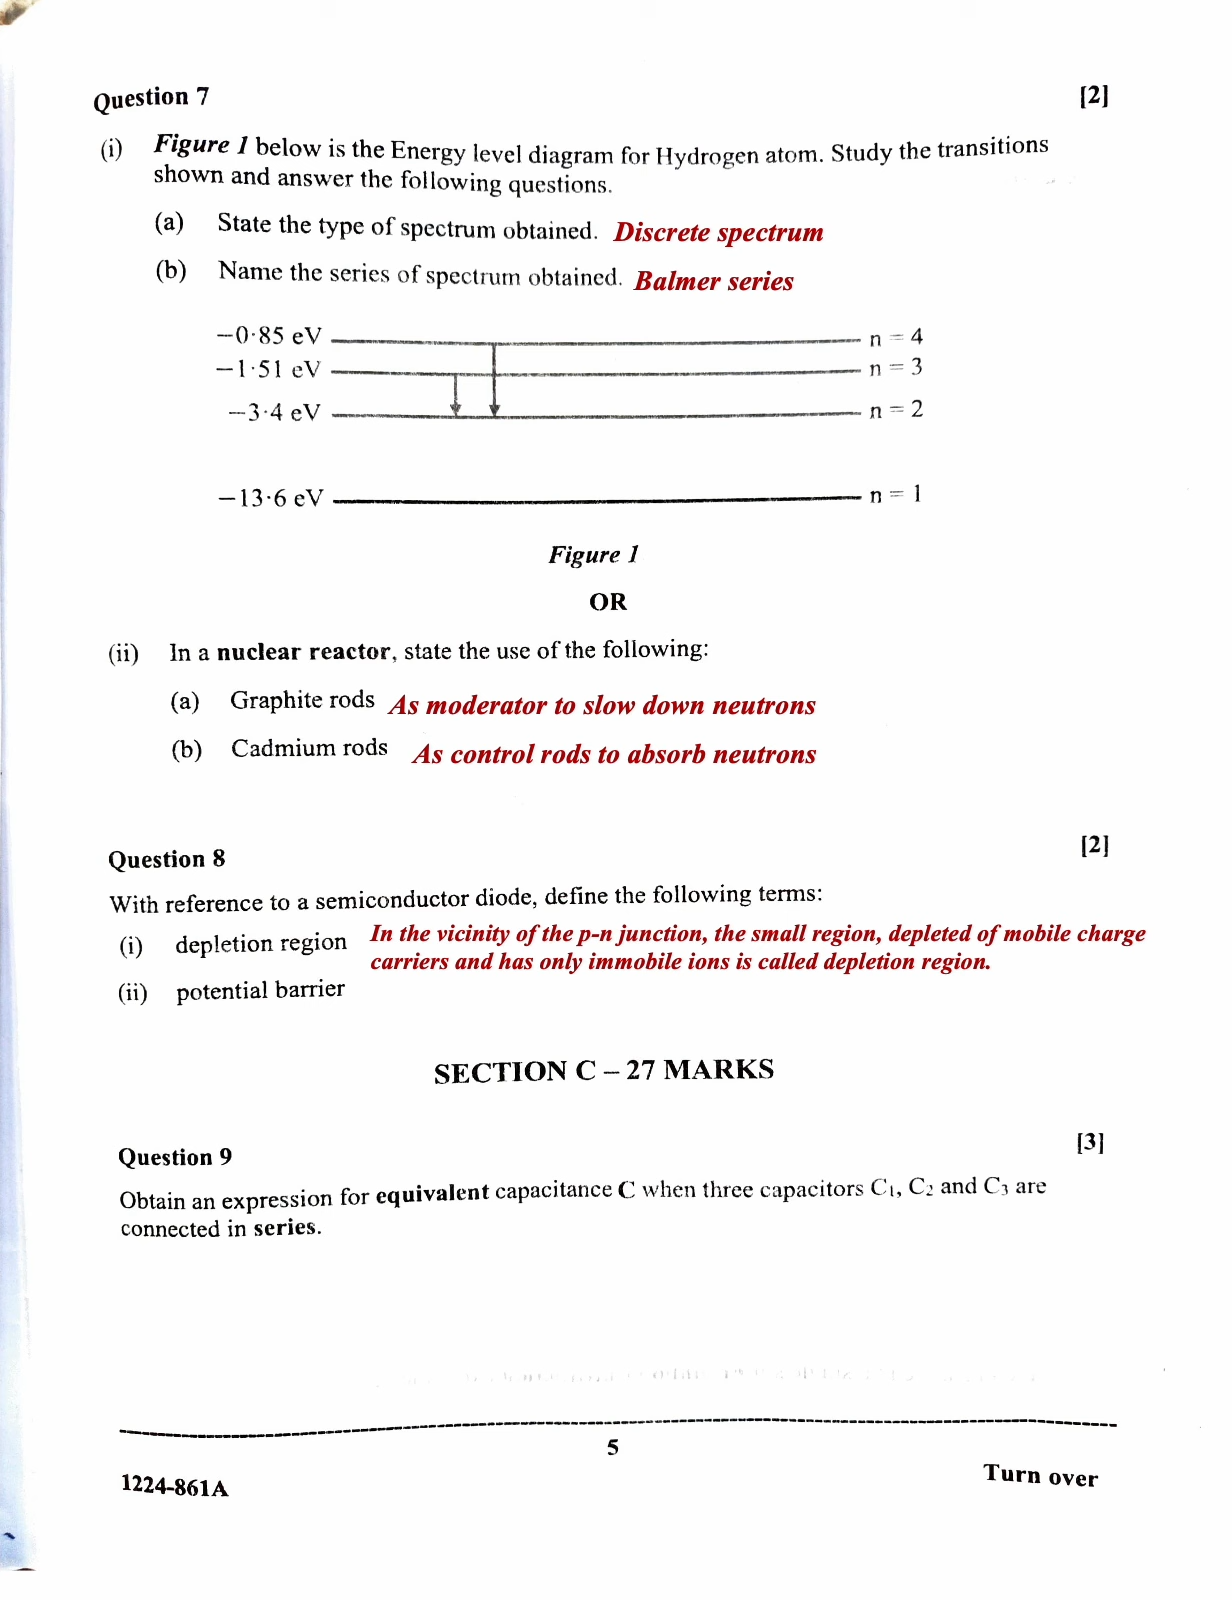 Question 7 [2]
(i) Figure 1 below is the Energy level diagram for Hydrogen atom. Study the transitions
shown and answer the following questions.
(a) State the type of spectrum obtained. Discrete spectrum
(b) Name the series of spectrum obtained. Balmer series
−0·85 eV n = 4
−1·51 eV n = 3
−3·4 eV n = 2
−13·6 eV n = 1
Figure 1
OR
(ii) In a nuclear reactor, state the use of the following:
(a) Graphite rods As moderator to slow down neutrons
(b) Cadmium rods As control rods to absorb neutrons
Question 8 [2]
With reference to a semiconductor diode, define the following terms:
(i) depletion region In the vicinity of the p-n junction, the small region, depleted of mobile charge
carriers and has only immobile ions is called depletion region.
(ii) potential barrier
SECTION C – 27 MARKS
Question 9 [3]
Obtain an expression for equivalent capacitance C when three capacitors C₁, C₂ and C₃ are
connected in series.
5
1224-861A Turn over